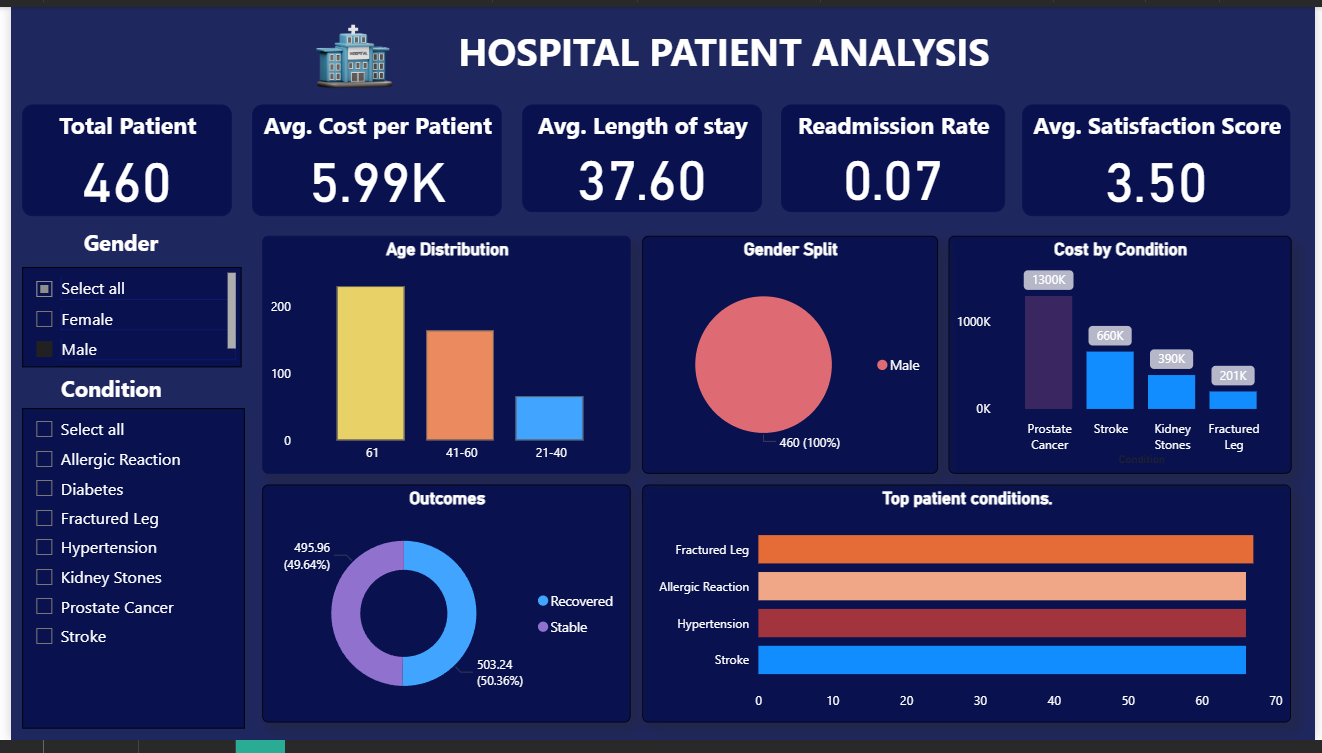 HOSPITAL
HOSPITAL PATIENT ANALYSIS
Total Patient
460
Avg. Cost per Patient
5.99K
Avg. Length of stay
37.60
Readmission Rate
0.07
Avg. Satisfaction Score
3.50
Gender
Select all
Female
Male
Condition
Select all
Allergic Reaction
Diabetes
Fractured Leg
Hypertension
Kidney Stones
Prostate Cancer
Stroke
Age Distribution
200
100
0
61
41-60
21-40
Gender Split
Male
460 (100%)
Cost by Condition
1300K
1000K
660K
390K
201K
0K
Prostate
Cancer
Stroke
Kidney
Stones
Fractured
Leg
Condition
Outcomes
495.96
(49.64%)
Recovered
Stable
503.24
(50.36%)
Top patient conditions.
Fractured Leg
Allergic Reaction
Hypertension
Stroke
0 10 20 30 40 50 60 70